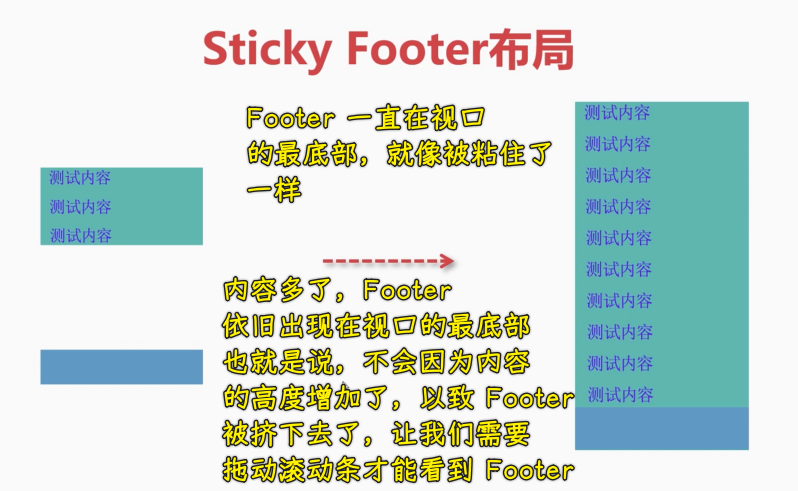 Sticky Footer布局
测试内容
测试内容
测试内容
Footer 一直在视口
的最底部，就像被粘住了
一样
内容多了，Footer
依旧出现在视口的最底部
也就是说，不会因为内容
的高度增加了，以致 Footer
被挤下去了，让我们需要
拖动滚动条才能看到 Footer
测试内容
测试内容
测试内容
测试内容
测试内容
测试内容
测试内容
测试内容
测试内容
测试内容